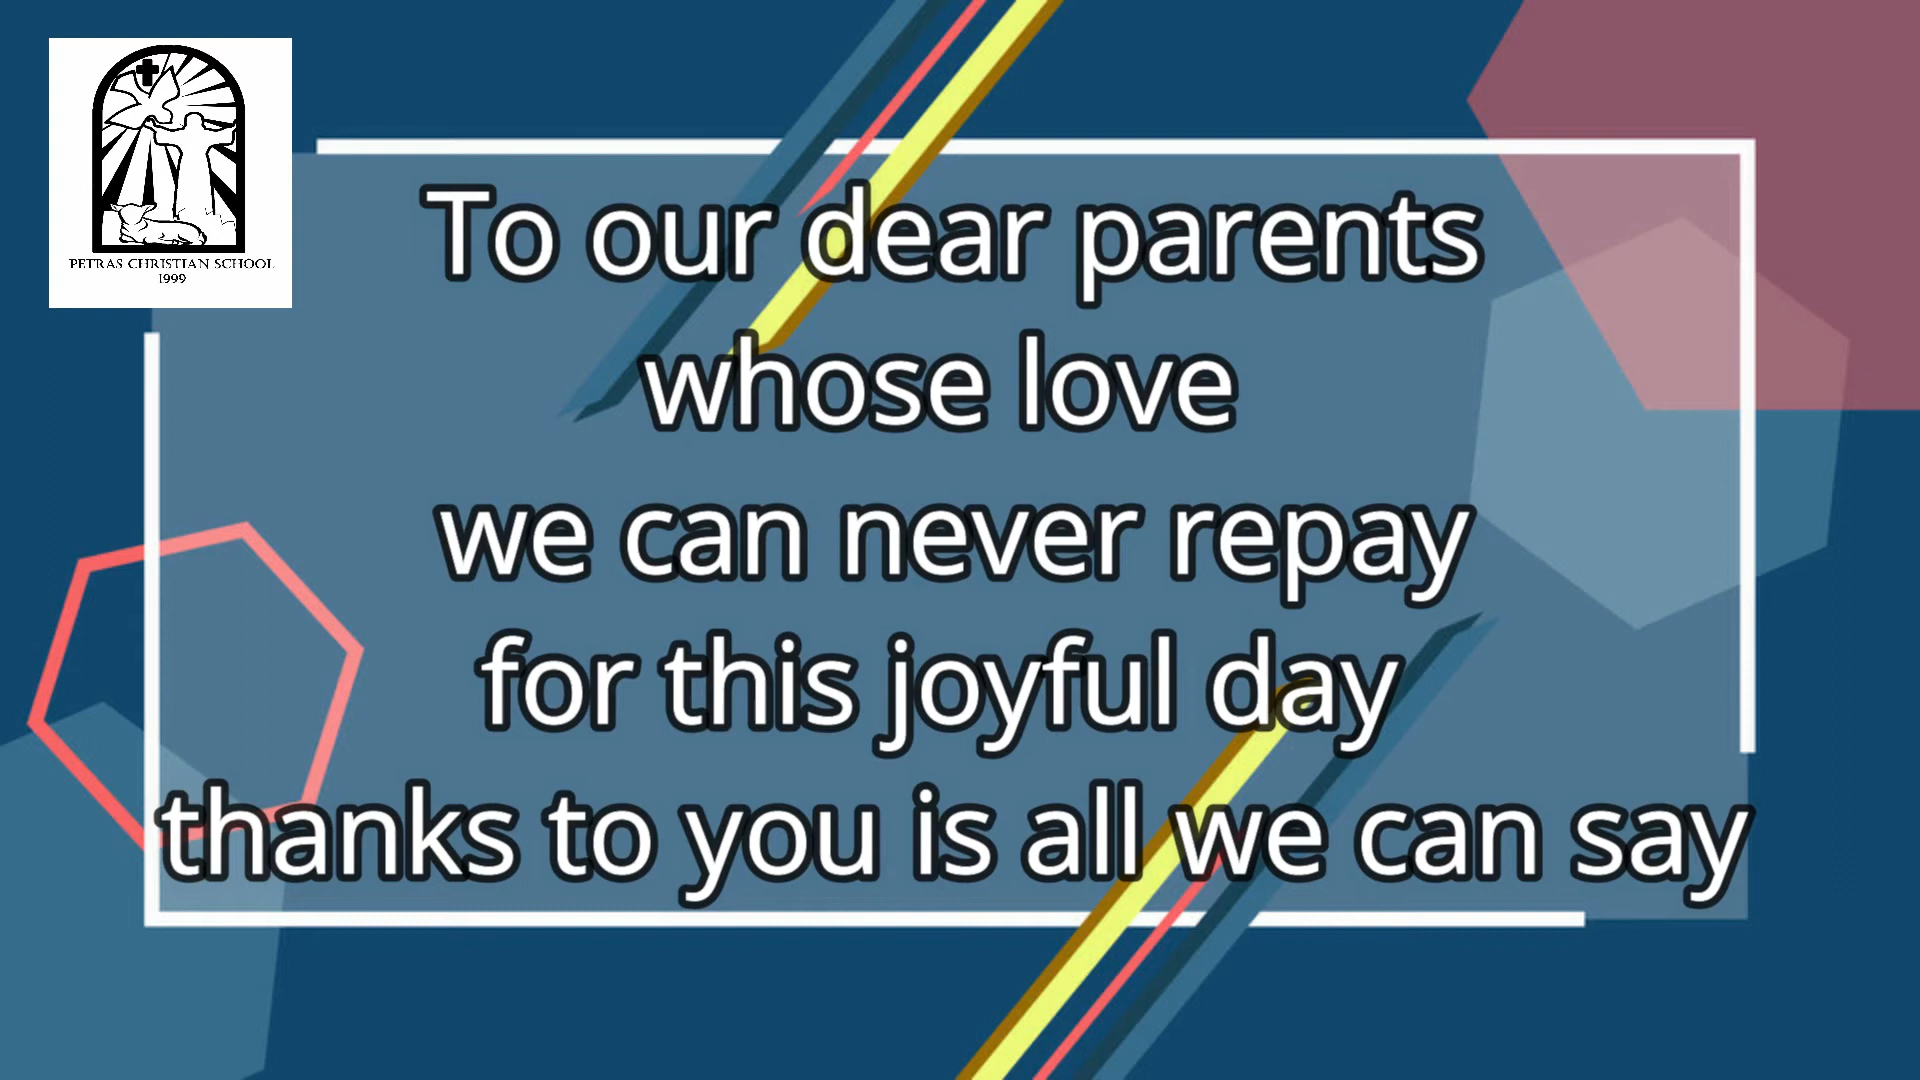 PETRAS CHRISTIAN SCHOOL
1999
To our dear parents
whose love
we can never repay
for this joyful day
thanks to you is all we can say